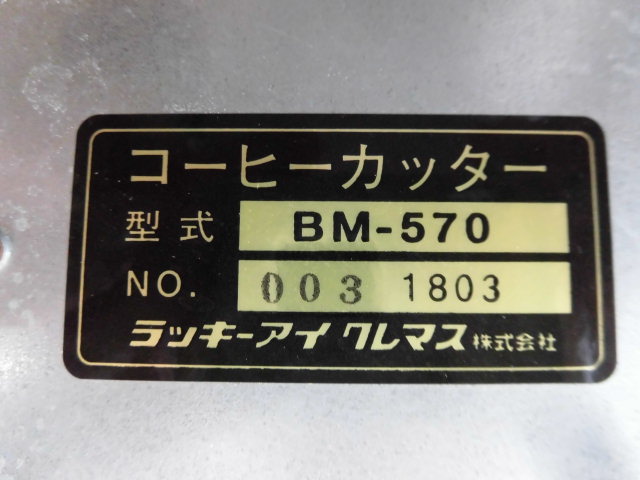 コーヒーカッター
型式 BM-570
NO. 003 1803
ラッキーアイ クレマス株式会社